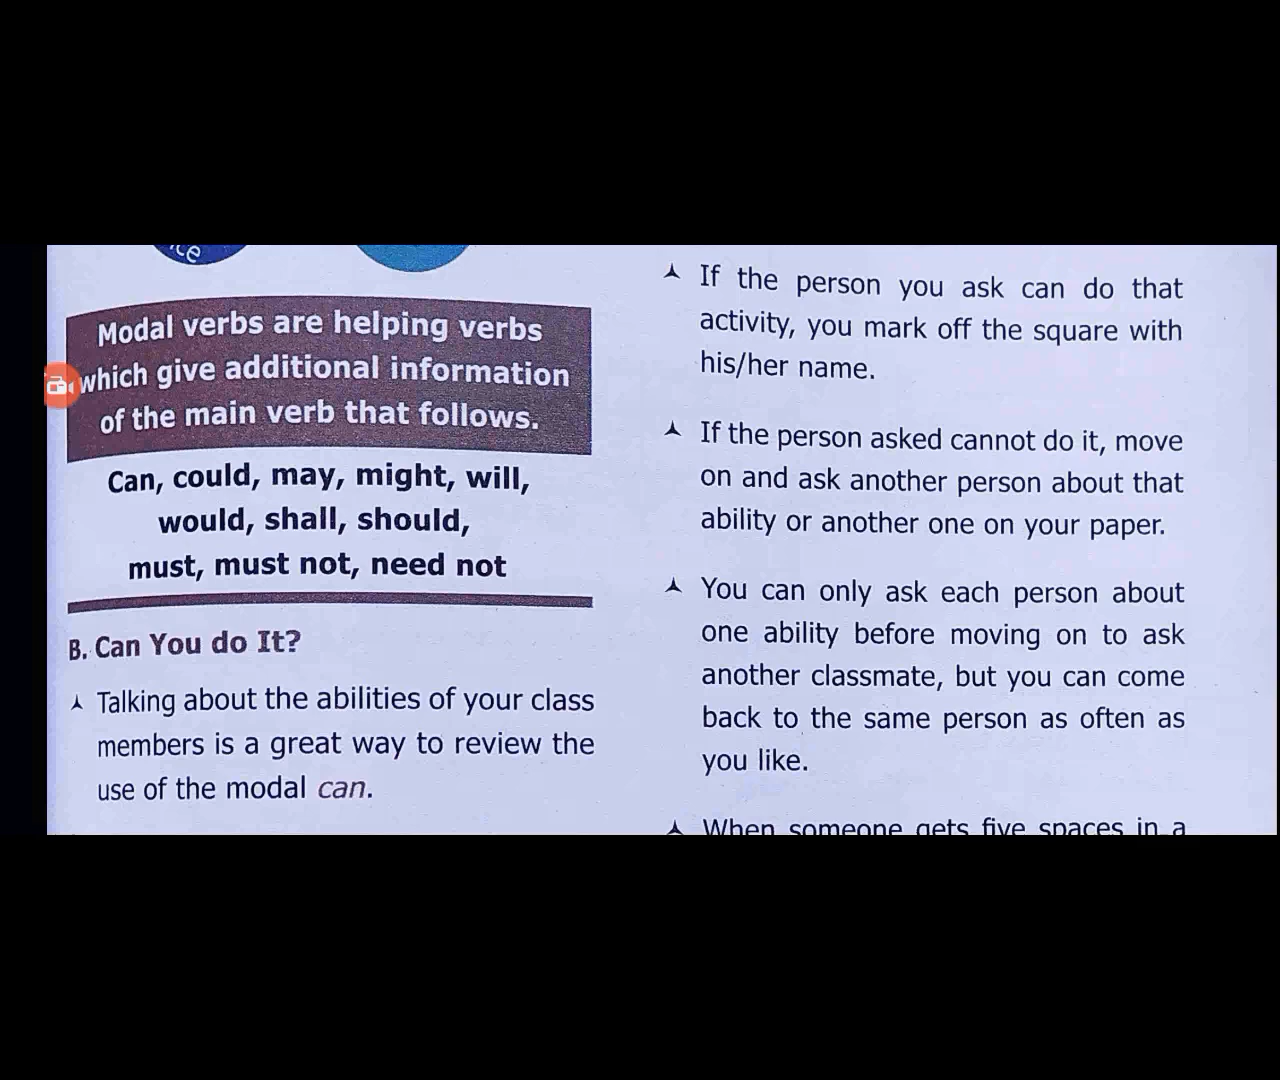 Modal verbs are helping verbs
which give additional information
of the main verb that follows.
Can, could, may, might, will,
would, shall, should,
must, must not, need not
B. Can You do It?
Talking about the abilities of your class
members is a great way to review the
use of the modal can.
If the person you ask can do that
activity, you mark off the square with
his/her name.
If the person asked cannot do it, move
on and ask another person about that
ability or another one on your paper.
You can only ask each person about
one ability before moving on to ask
another classmate, but you can come
back to the same person as often as
you like.
When someone gets five spaces in a